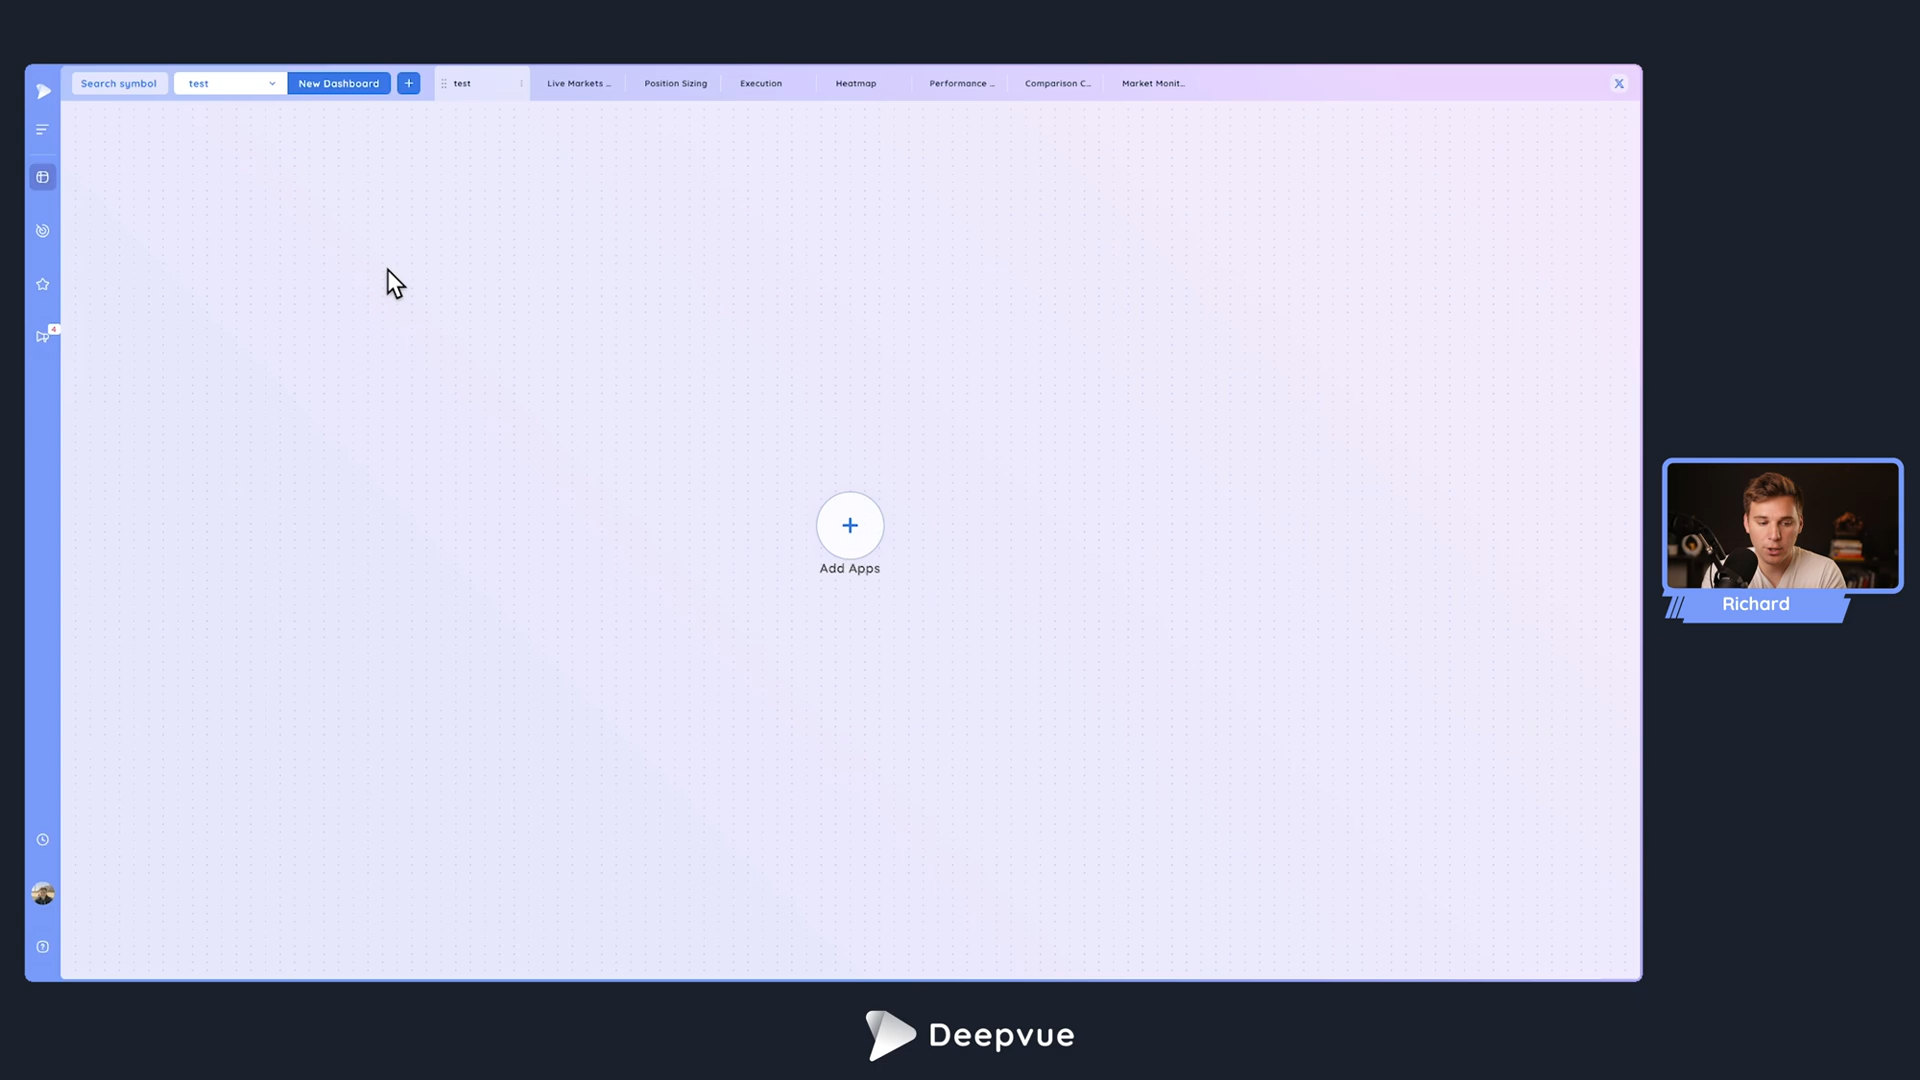 Search symbol
test
New Dashboard
+
test
Live Markets ...
Position Sizing
Execution
Heatmap
Performance ...
Comparison C...
Market Monit...
X
4
+
Add Apps
?
Richard
Deepvue